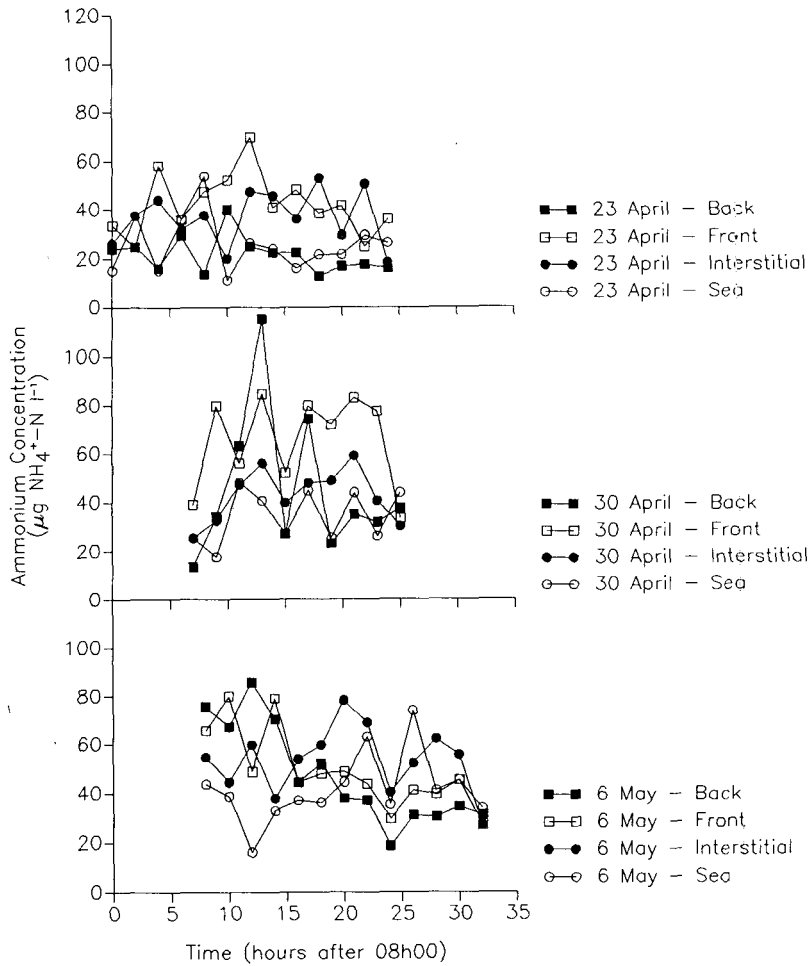 120
100
80
60
40
20
0
■ 23 April – Back
□ 23 April – Front
● 23 April – Interstitial
○ 23 April – Sea
100
80
60
40
20
0
■ 30 April – Back
□ 30 April – Front
● 30 April – Interstitial
○ 30 April – Sea
Ammonium Concentration
(µg NH₄⁺–N l⁻¹)
100
80
60
40
20
0
■ 6 May – Back
□ 6 May – Front
● 6 May – Interstitial
○ 6 May – Sea
0 5 10 15 20 25 30 35
Time (hours after 08h00)